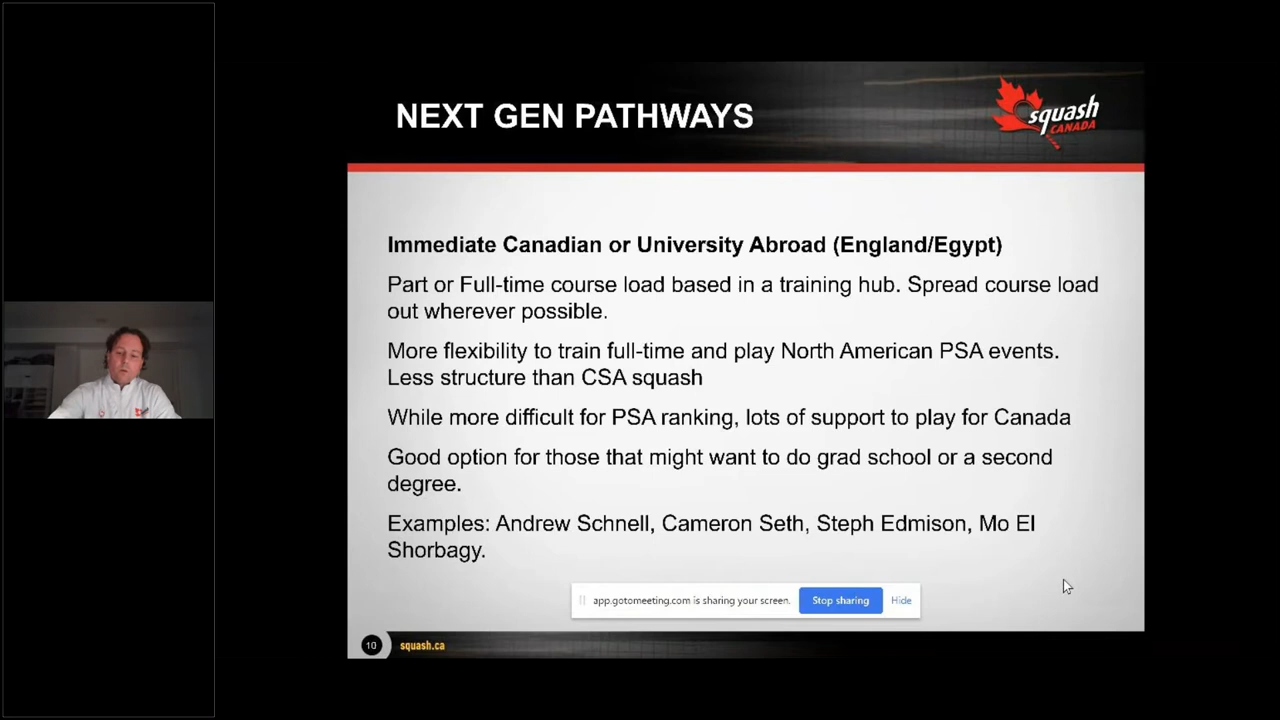 NEXT GEN PATHWAYS
squash
CANADA
Immediate Canadian or University Abroad (England/Egypt)
Part or Full-time course load based in a training hub. Spread course load
out wherever possible.
More flexibility to train full-time and play North American PSA events.
Less structure than CSA squash
While more difficult for PSA ranking, lots of support to play for Canada
Good option for those that might want to do grad school or a second
degree.
Examples: Andrew Schnell, Cameron Seth, Steph Edmison, Mo El
Shorbagy.
app.gotomeeting.com is sharing your screen.
Stop sharing
Hide
10
squash.ca